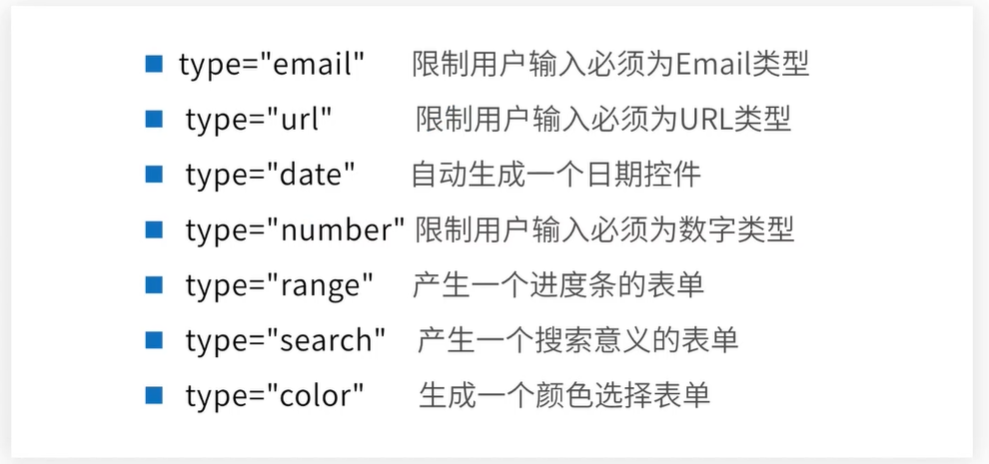 type="email" 限制用户输入必须为Email类型
type="url" 限制用户输入必须为URL类型
type="date" 自动生成一个日期控件
type="number" 限制用户输入必须为数字类型
type="range" 产生一个进度条的表单
type="search" 产生一个搜索意义的表单
type="color" 生成一个颜色选择表单